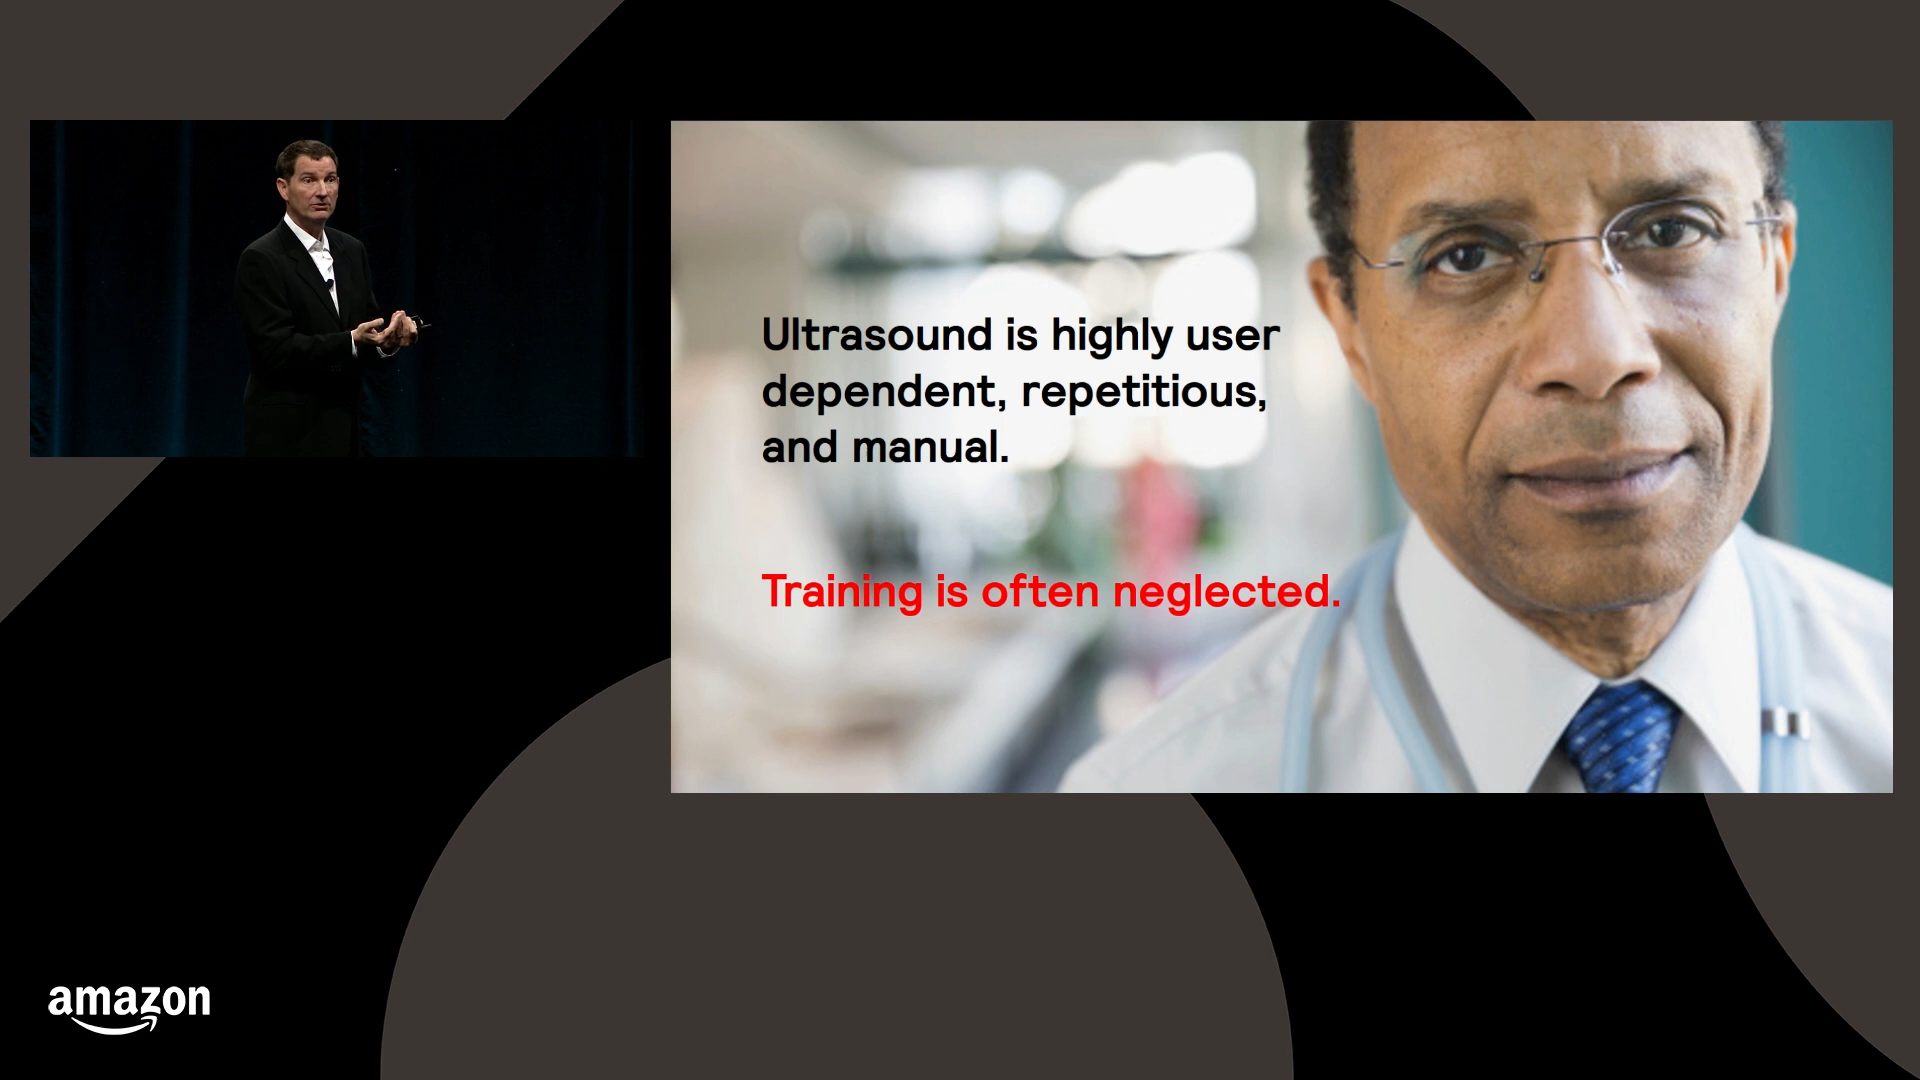 Ultrasound is highly user
dependent, repetitious,
and manual.
Training is often neglected.
amazon